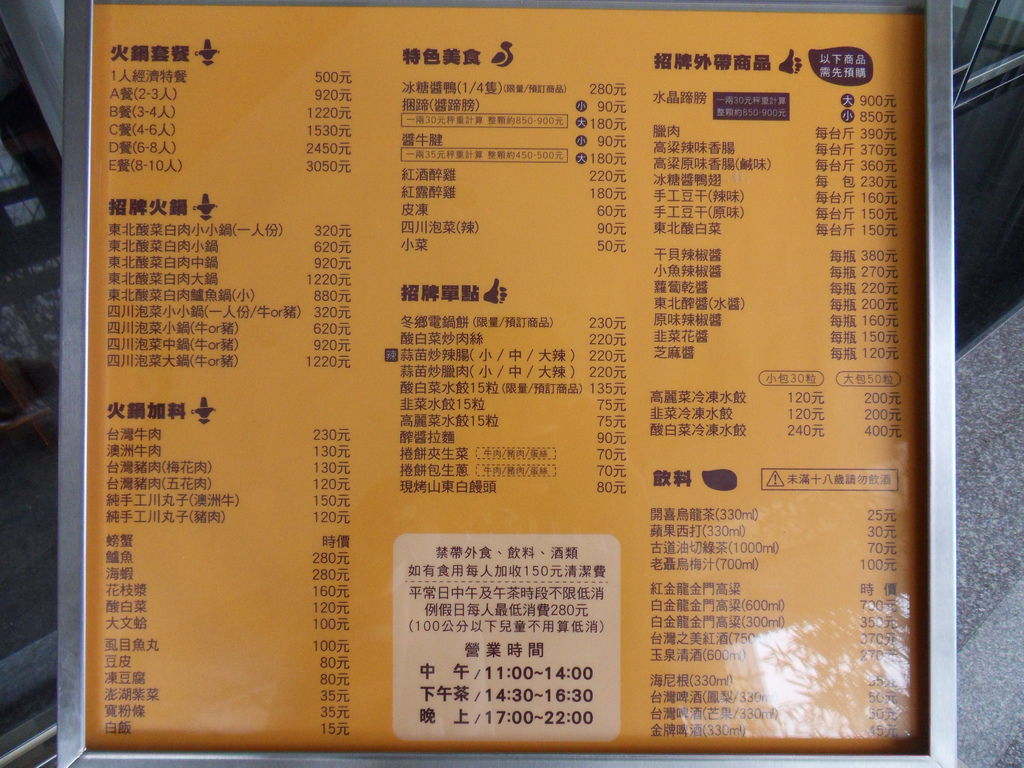 火鍋套餐
1人經濟特餐 500元
A餐(2-3人) 920元
B餐(3-4人) 1220元
C餐(4-6人) 1530元
D餐(6-8人) 2450元
E餐(8-10人) 3050元
招牌火鍋
東北酸菜白肉小小鍋(一人份) 320元
東北酸菜白肉小鍋 620元
東北酸菜白肉中鍋 920元
東北酸菜白肉大鍋 1220元
東北酸菜白肉鱸魚鍋(小) 880元
四川泡菜小小鍋(一人份/牛or豬) 320元
四川泡菜小鍋(牛or豬) 620元
四川泡菜中鍋(牛or豬) 920元
四川泡菜大鍋(牛or豬) 1220元
火鍋加料
台灣牛肉 230元
澳洲牛肉 130元
台灣豬肉(梅花肉) 130元
台灣豬肉(五花肉) 120元
純手工川丸子(澳洲牛) 150元
純手工川丸子(豬肉) 120元
螃蟹 時價
鱸魚 280元
海蝦 280元
花枝漿 160元
酸白菜 120元
大文蛤 100元
虱目魚丸 100元
豆皮 80元
凍豆腐 80元
澎湖紫菜 35元
寬粉條 35元
白飯 15元
特色美食
冰糖醬鴨(1/4隻)(限量/預訂商品) 280元
捆蹄(醬蹄膀) 小 90元
一兩30元秤重計算 整顆約850-900元 大 180元
醬牛腱 小 90元
一兩35元秤重計算 整顆約450-500元 大 180元
紅酒醉雞 220元
紅露醉雞 180元
皮凍 60元
四川泡菜(辣) 90元
小菜 50元
招牌單點
冬鄉電鍋餅(限量/預訂商品) 230元
酸白菜炒肉絲 220元
辣 蒜苗炒辣腸(小/中/大辣) 220元
蒜苗炒臘肉(小/中/大辣) 220元
酸白菜水餃15粒(限量/預訂商品) 135元
韭菜水餃15粒 75元
高麗菜水餃15粒 75元
醡醬拉麵 90元
捲餅夾生菜 牛肉/豬肉/蛋絲 70元
捲餅包生蔥 牛肉/豬肉/蛋絲 70元
現烤山東白饅頭 80元
禁帶外食、飲料、酒類
如有食用每人加收150元清潔費
平常日中午及午茶時段不限低消
例假日每人最低消費280元
(100公分以下兒童不用算低消)
營業時間
中 午/11:00~14:00
下午茶/14:30~16:30
晚 上/17:00~22:00
招牌外帶商品
以下商品
需先預購
水晶蹄膀 一兩30元秤重計算 整顆約850-900元 大 900元
小 850元
臘肉 每台斤 390元
高粱辣味香腸 每台斤 370元
高粱原味香腸(鹹味) 每台斤 360元
冰糖醬鴨翅 每 包 230元
手工豆干(辣味) 每台斤 160元
手工豆干(原味) 每台斤 150元
東北酸白菜 每台斤 150元
干貝辣椒醬 每瓶 380元
小魚辣椒醬 每瓶 270元
蘿蔔乾醬 每瓶 220元
東北醡醬(水醬) 每瓶 200元
原味辣椒醬 每瓶 160元
韭菜花醬 每瓶 150元
芝麻醬 每瓶 120元
小包30粒 大包50粒
高麗菜冷凍水餃 120元 200元
韭菜冷凍水餃 120元 200元
酸白菜冷凍水餃 240元 400元
飲料 未滿十八歲請勿飲酒
開喜烏龍茶(330ml) 25元
蘋果西打(330ml) 30元
古道油切綠茶(1000ml) 70元
老聶烏梅汁(700ml) 100元
紅金龍金門高粱 時 價
白金龍金門高粱(600ml) 700元
白金龍金門高粱(300ml) 350元
台灣之美紅酒(750 370元
玉泉清酒(600ml) 270元
海尼根(330ml)
台灣啤酒(鳳梨/330ml) 50元
台灣啤酒(芒果/330ml) 50元
金牌啤酒(330ml) 45元